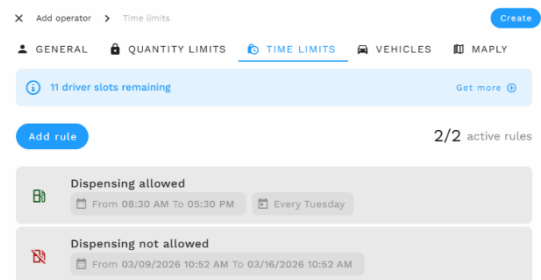 Add operator > Time limits
Create
GENERAL
QUANTITY LIMITS
TIME LIMITS
VEHICLES
MAPLY
11 driver slots remaining
Get more
Add rule
2/2 active rules
Dispensing allowed
From 08:30 AM To 05:30 PM
Every Tuesday
Dispensing not allowed
From 03/09/2026 10:52 AM To 03/16/2026 10:52 AM